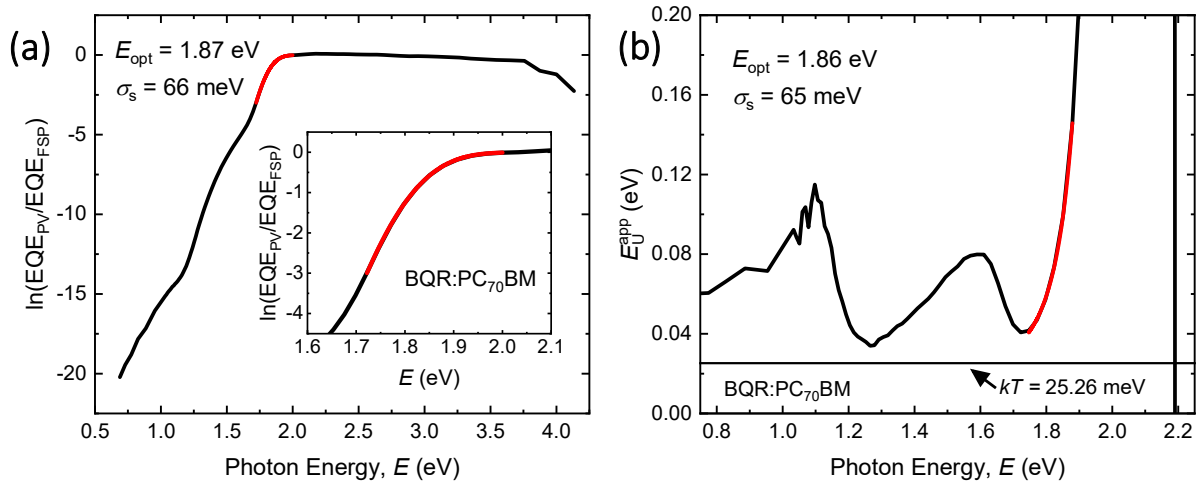 (a)
E_opt = 1.87 eV
σ_s = 66 meV
ln(EQE_PV/EQE_FSP)
0
-5
-10
-15
-20
0.5 1.0 1.5 2.0 2.5 3.0 3.5 4.0
Photon Energy, E (eV)
ln(EQE_PV/EQE_FSP)
0
-1
-2
-3
-4
BQR:PC₇₀BM
1.6 1.7 1.8 1.9 2.0 2.1
E (eV)
(b)
E_opt = 1.86 eV
σ_s = 65 meV
E_U^app (eV)
0.20
0.16
0.12
0.08
0.04
0.00
kT = 25.26 meV
BQR:PC₇₀BM
0.8 1.0 1.2 1.4 1.6 1.8 2.0 2.2
Photon Energy, E (eV)